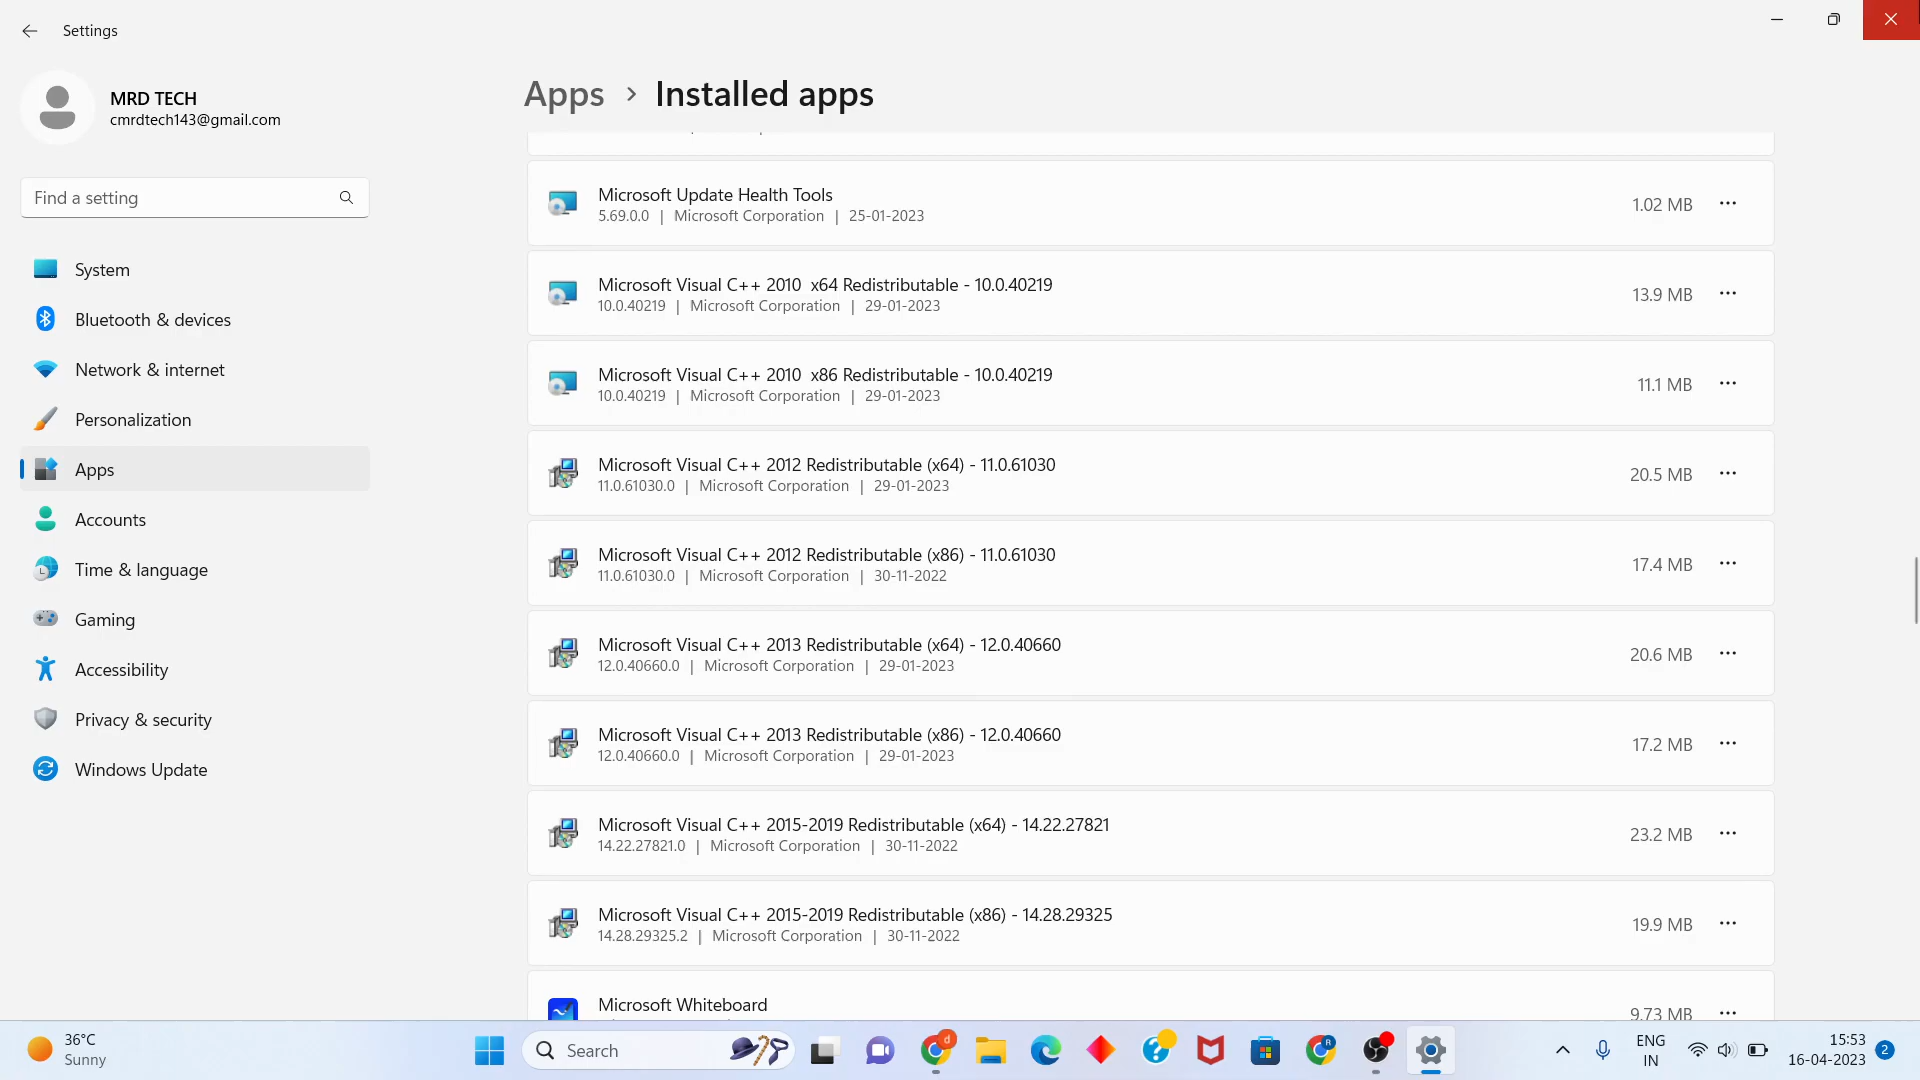 Settings
MRD TECH
cmrdtech143@gmail.com
Find a setting
System
Bluetooth & devices
Network & internet
Personalization
Apps
Accounts
Time & language
Gaming
Accessibility
Privacy & security
Windows Update
Apps > Installed apps
Microsoft Update Health Tools
5.69.0.0 | Microsoft Corporation | 25-01-2023
1.02 MB
Microsoft Visual C++ 2010  x64 Redistributable - 10.0.40219
10.0.40219 | Microsoft Corporation | 29-01-2023
13.9 MB
Microsoft Visual C++ 2010  x86 Redistributable - 10.0.40219
10.0.40219 | Microsoft Corporation | 29-01-2023
11.1 MB
Microsoft Visual C++ 2012 Redistributable (x64) - 11.0.61030
11.0.61030.0 | Microsoft Corporation | 29-01-2023
20.5 MB
Microsoft Visual C++ 2012 Redistributable (x86) - 11.0.61030
11.0.61030.0 | Microsoft Corporation | 30-11-2022
17.4 MB
Microsoft Visual C++ 2013 Redistributable (x64) - 12.0.40660
12.0.40660.0 | Microsoft Corporation | 29-01-2023
20.6 MB
Microsoft Visual C++ 2013 Redistributable (x86) - 12.0.40660
12.0.40660.0 | Microsoft Corporation | 29-01-2023
17.2 MB
Microsoft Visual C++ 2015-2019 Redistributable (x64) - 14.22.27821
14.22.27821.0 | Microsoft Corporation | 30-11-2022
23.2 MB
Microsoft Visual C++ 2015-2019 Redistributable (x86) - 14.28.29325
14.28.29325.2 | Microsoft Corporation | 30-11-2022
19.9 MB
Microsoft Whiteboard
9.73 MB
36°C
Sunny
Search
d
R
ENG
IN
15:53
16-04-2023
2